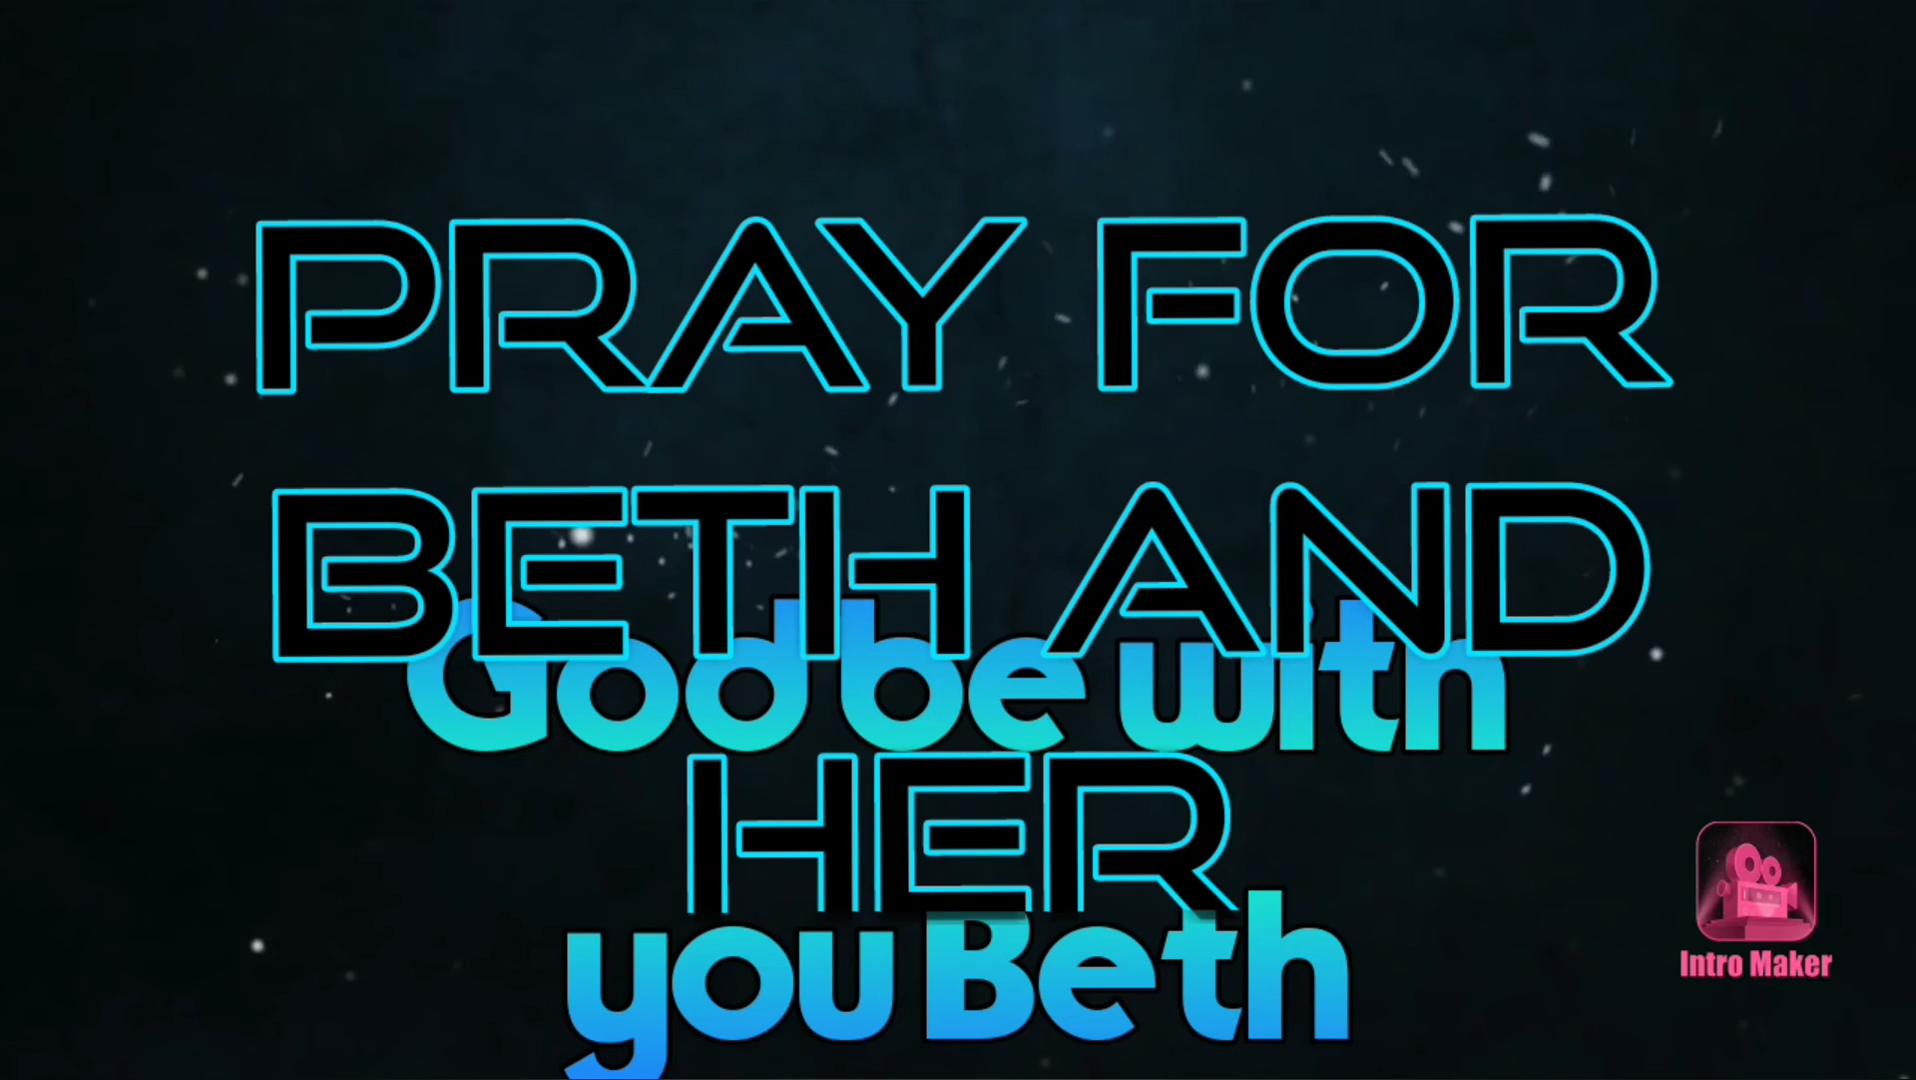 PRAY FOR
BETH AND
God be with
HER
you Beth
Intro Maker